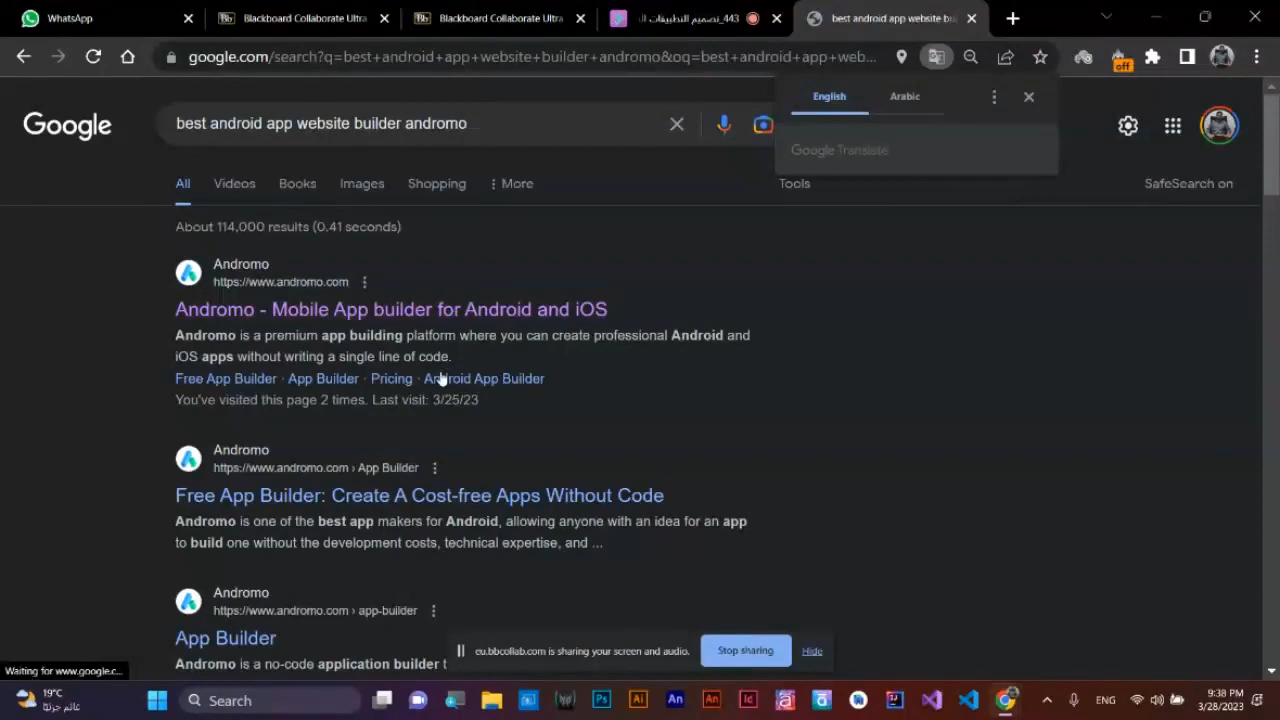 WhatsApp
Blackboard Collaborate Ultra
Blackboard Collaborate Ultra
443_تصميم التطبيقات ال
best android app website bui
google.com/search?q=best+android+app+website+builder+andromo&oq=best+android+app+web...
off
English
Arabic
Google Translate
Google
best android app website builder andromo
All
Videos
Books
Images
Shopping
More
Tools
SafeSearch on
About 114,000 results (0.41 seconds)
Andromo
https://www.andromo.com
Andromo - Mobile App builder for Android and iOS
Andromo is a premium app building platform where you can create professional Android and
iOS apps without writing a single line of code.
Free App Builder · App Builder · Pricing · Android App Builder
You've visited this page 2 times. Last visit: 3/25/23
Andromo
https://www.andromo.com › App Builder
Free App Builder: Create A Cost-free Apps Without Code
Andromo is one of the best app makers for Android, allowing anyone with an idea for an app
to build one without the development costs, technical expertise, and ...
Andromo
https://www.andromo.com › app-builder
App Builder
Andromo is a no-code application builder t
eu.bbcollab.com is sharing your screen and audio.
Stop sharing
Hide
Waiting for www.google.c...
19°C
غائم جزئيًا
Search
Ps
Ai
An
An
Id
ENG
9:38 PM
3/28/2023